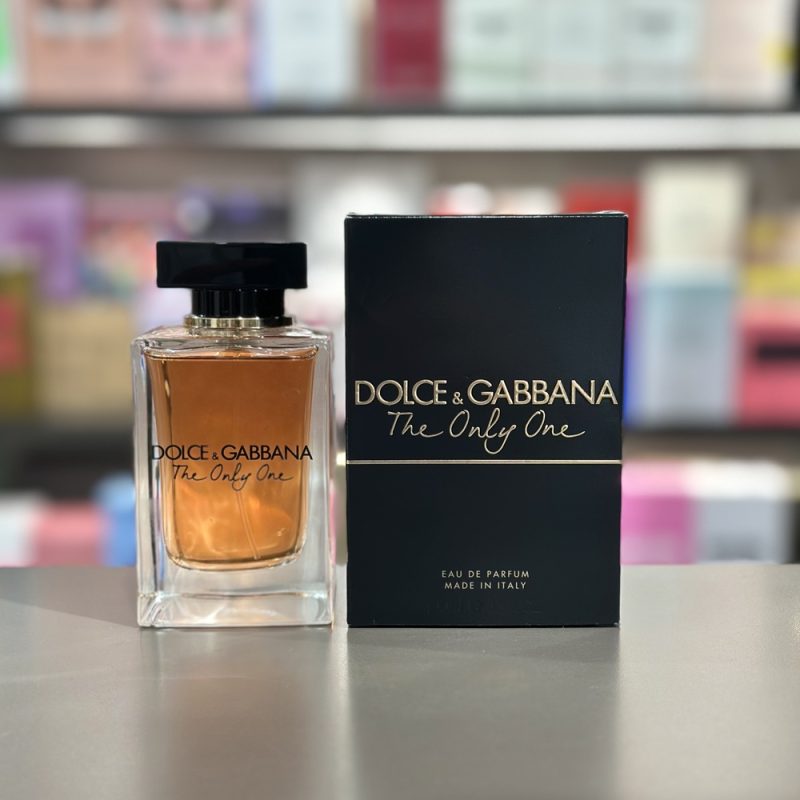 DOLCE & GABBANA
The Only One
DOLCE & GABBANA
The Only One
EAU DE PARFUM
MADE IN ITALY